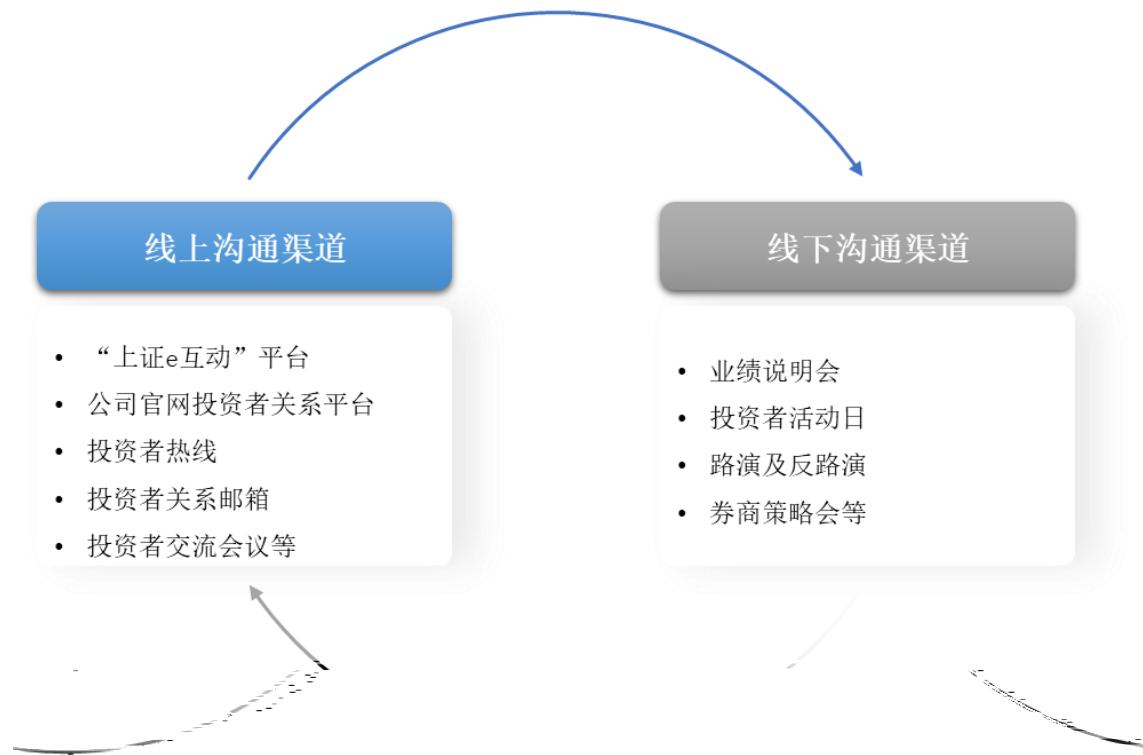 线上沟通渠道
• “上证e互动”平台
• 公司官网投资者关系平台
• 投资者热线
• 投资者关系邮箱
• 投资者交流会议等
线下沟通渠道
• 业绩说明会
• 投资者活动日
• 路演及反路演
• 券商策略会等